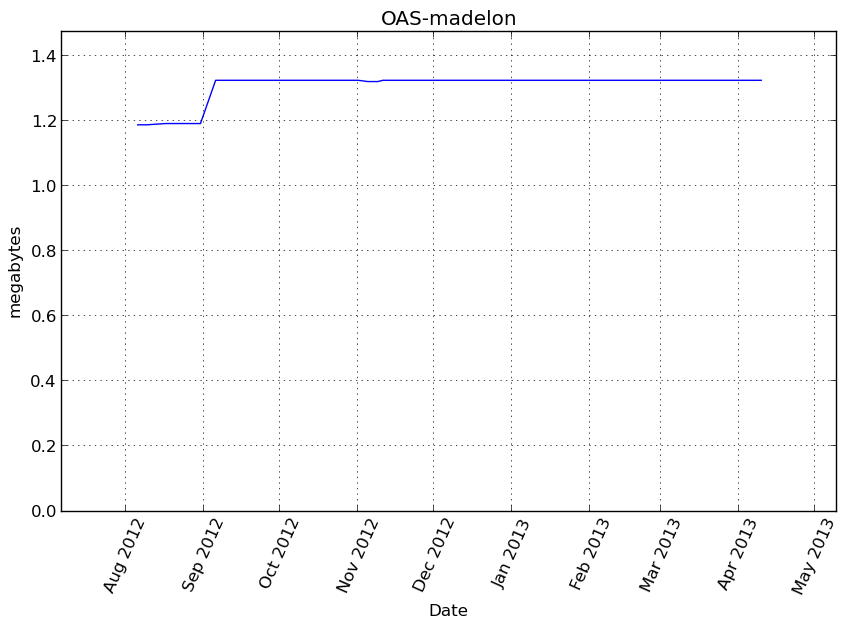 OAS-madelon
1.4
1.2
1.0
0.8
0.6
0.4
0.2
0.0
megabytes
Aug 2012
Sep 2012
Oct 2012
Nov 2012
Dec 2012
Jan 2013
Feb 2013
Mar 2013
Apr 2013
May 2013
Date